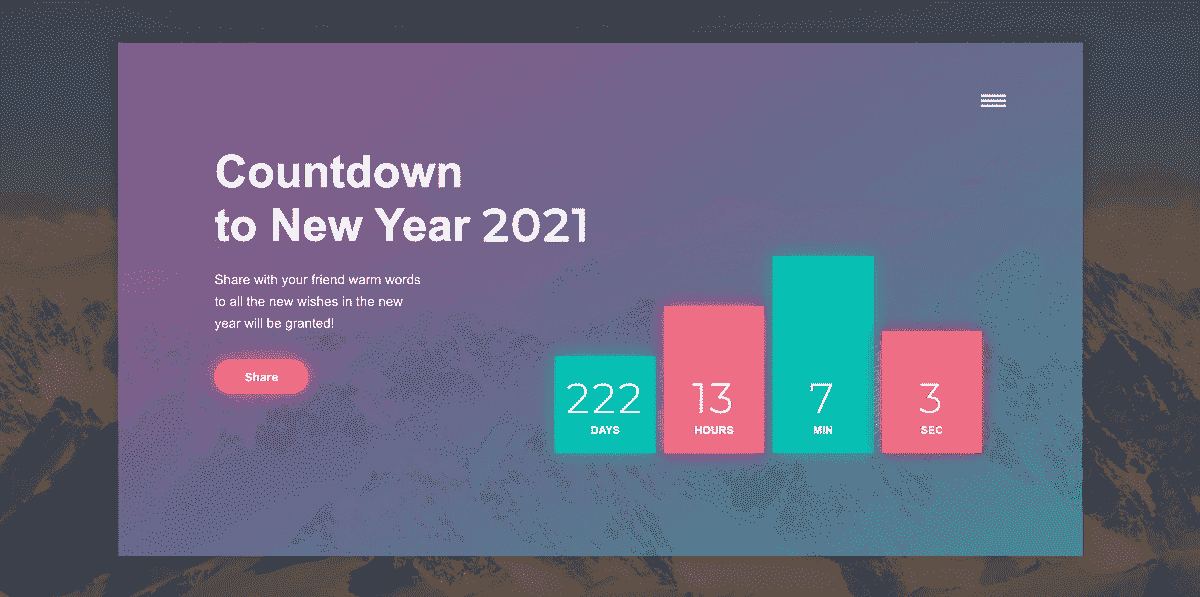 Countdown
to New Year 2021
Share with your friend warm words
to all the new wishes in the new
year will be granted!
Share
222 13 7 3
DAYS HOURS MIN SEC